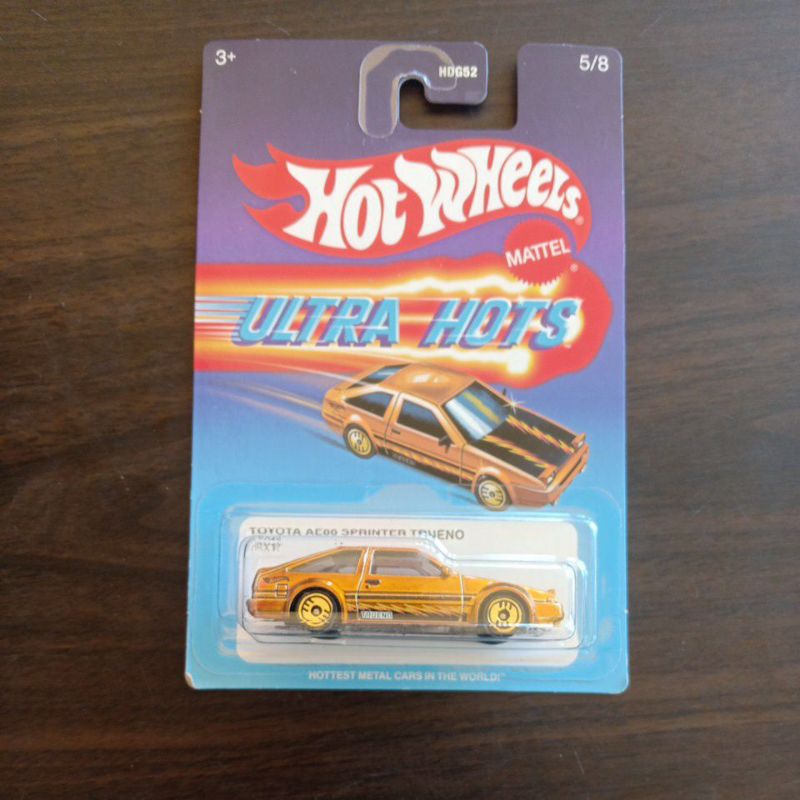 3+
HDG52
5/8
Hot Wheels
MATTEL
ULTRA HOTS
TOYOTA AE86 SPRINTER TRUENO
TRUENO
HOTTEST METAL CARS IN THE WORLD!™